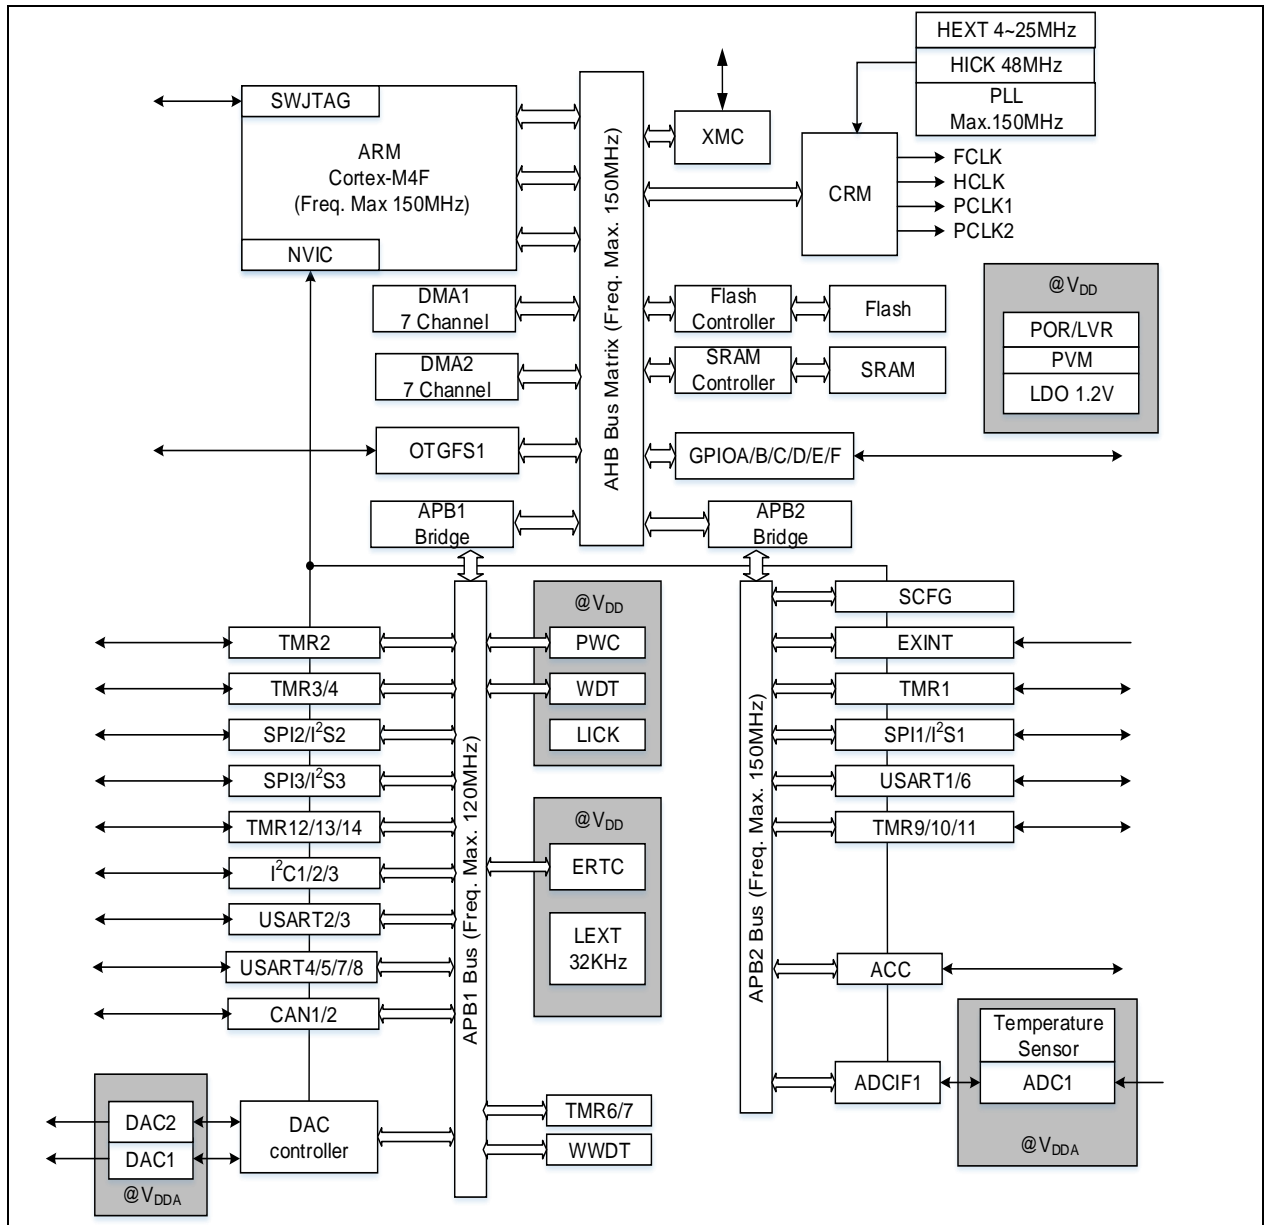 HEXT 4~25MHz
HICK 48MHz
PLL
Max.150MHz
SWJTAG
ARM
Cortex-M4F
(Freq. Max 150MHz)
NVIC
XMC
CRM
FCLK
HCLK
PCLK1
PCLK2
AHB Bus Matrix (Freq. Max. 150MHz)
DMA1
7 Channel
DMA2
7 Channel
OTGFS1
APB1
Bridge
Flash
Controller
Flash
SRAM
Controller
SRAM
GPIOA/B/C/D/E/F
APB2
Bridge
@VDD
POR/LVR
PVM
LDO 1.2V
TMR2
TMR3/4
SPI2/I²S2
SPI3/I²S3
TMR12/13/14
I²C1/2/3
USART2/3
USART4/5/7/8
CAN1/2
DAC2
DAC1
@VDDA
DAC
controller
APB1 Bus (Freq. Max. 120MHz)
@VDD
PWC
WDT
LICK
@VDD
ERTC
LEXT
32KHz
TMR6/7
WWDT
APB2 Bus (Freq. Max. 150MHz)
SCFG
EXINT
TMR1
SPI1/I²S1
USART1/6
TMR9/10/11
ACC
ADCIF1
Temperature
Sensor
ADC1
@VDDA